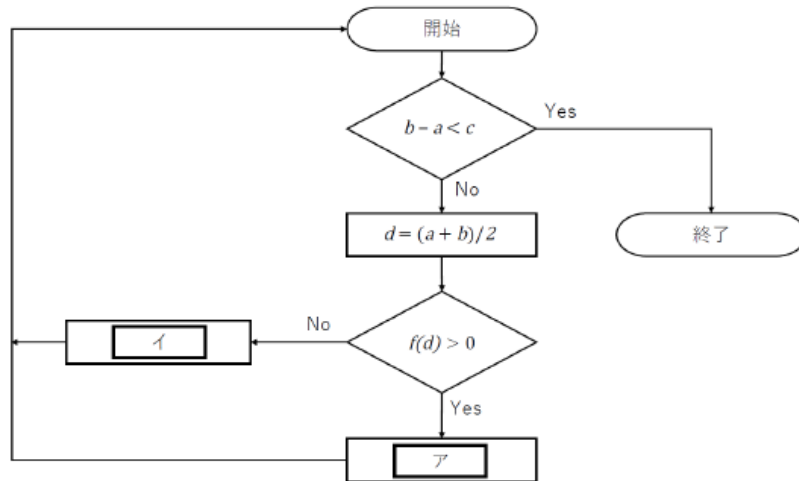 開始
b – a < c
Yes
No
d = (a + b)/2
終了
f(d) > 0
No
イ
Yes
ア